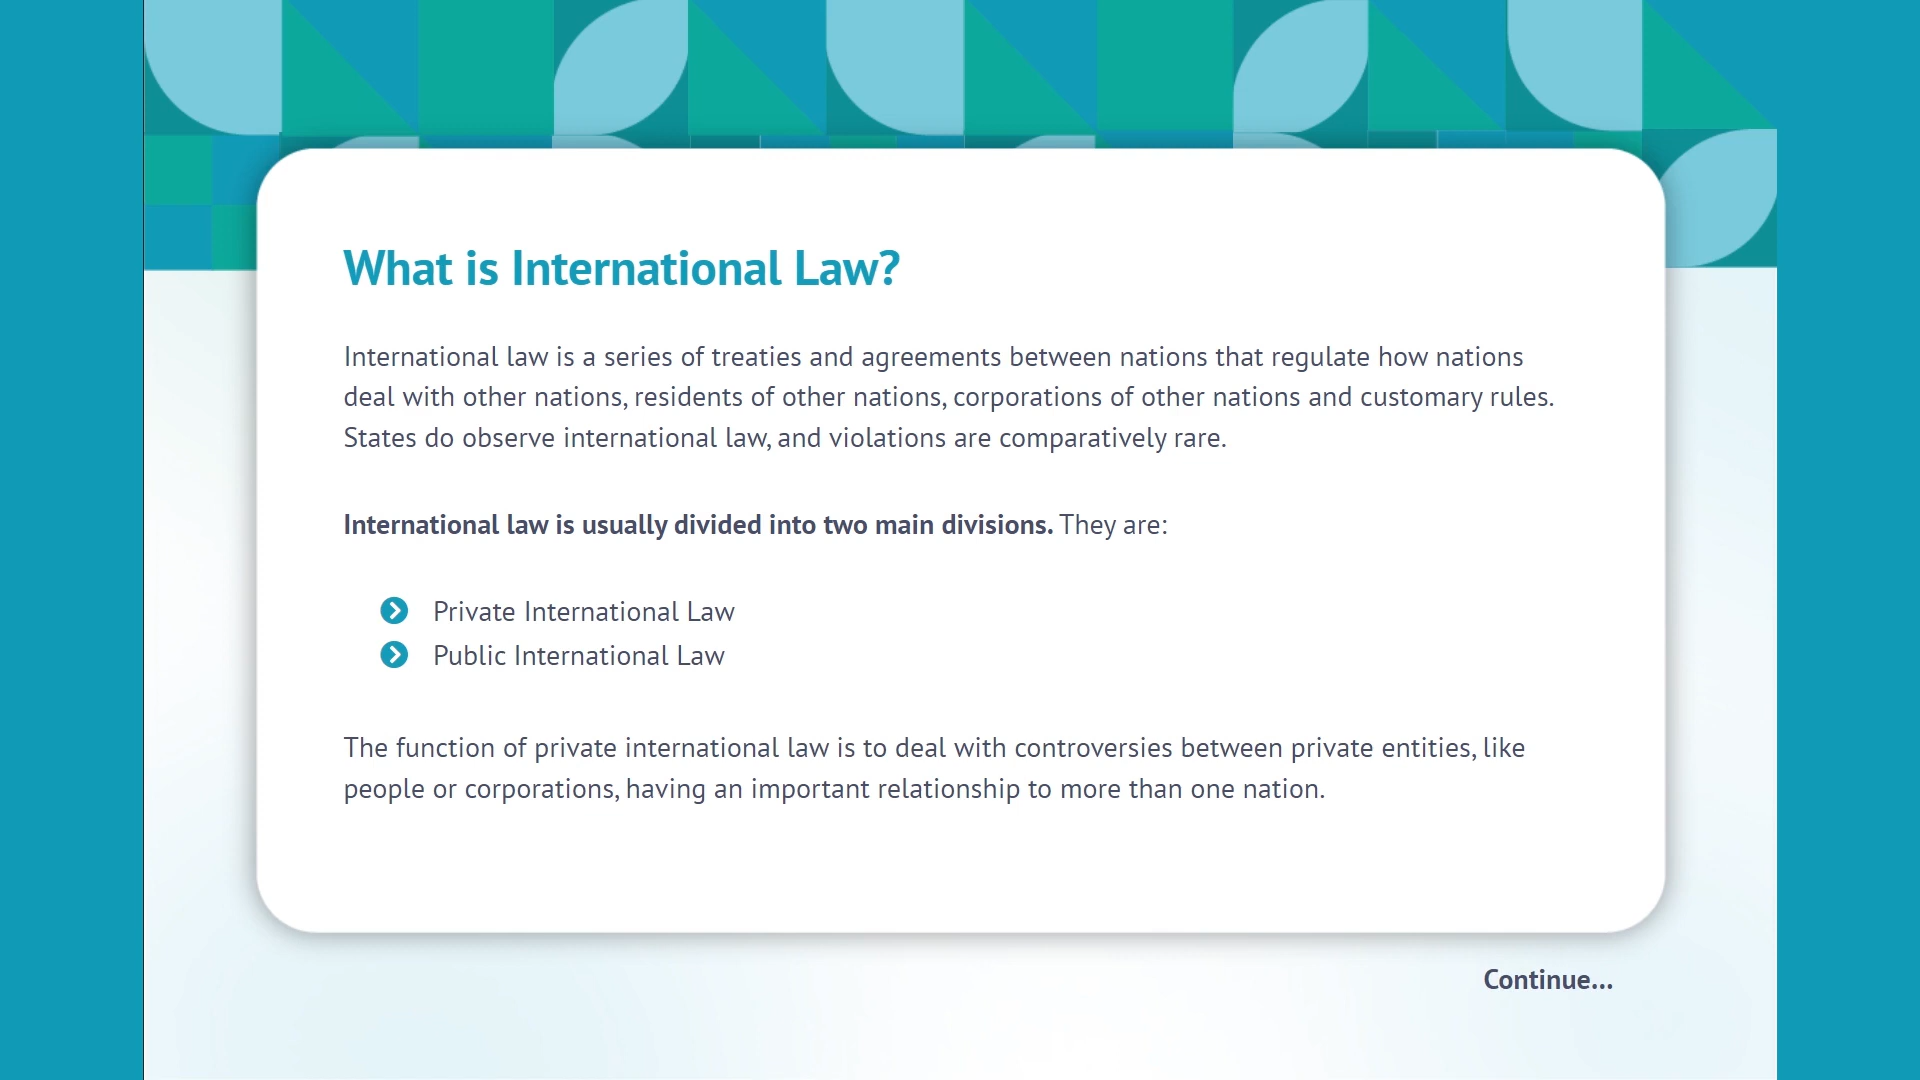 What is International Law?
International law is a series of treaties and agreements between nations that regulate how nations
deal with other nations, residents of other nations, corporations of other nations and customary rules.
States do observe international law, and violations are comparatively rare.
International law is usually divided into two main divisions. They are:
Private International Law
Public International Law
The function of private international law is to deal with controversies between private entities, like
people or corporations, having an important relationship to more than one nation.
Continue...